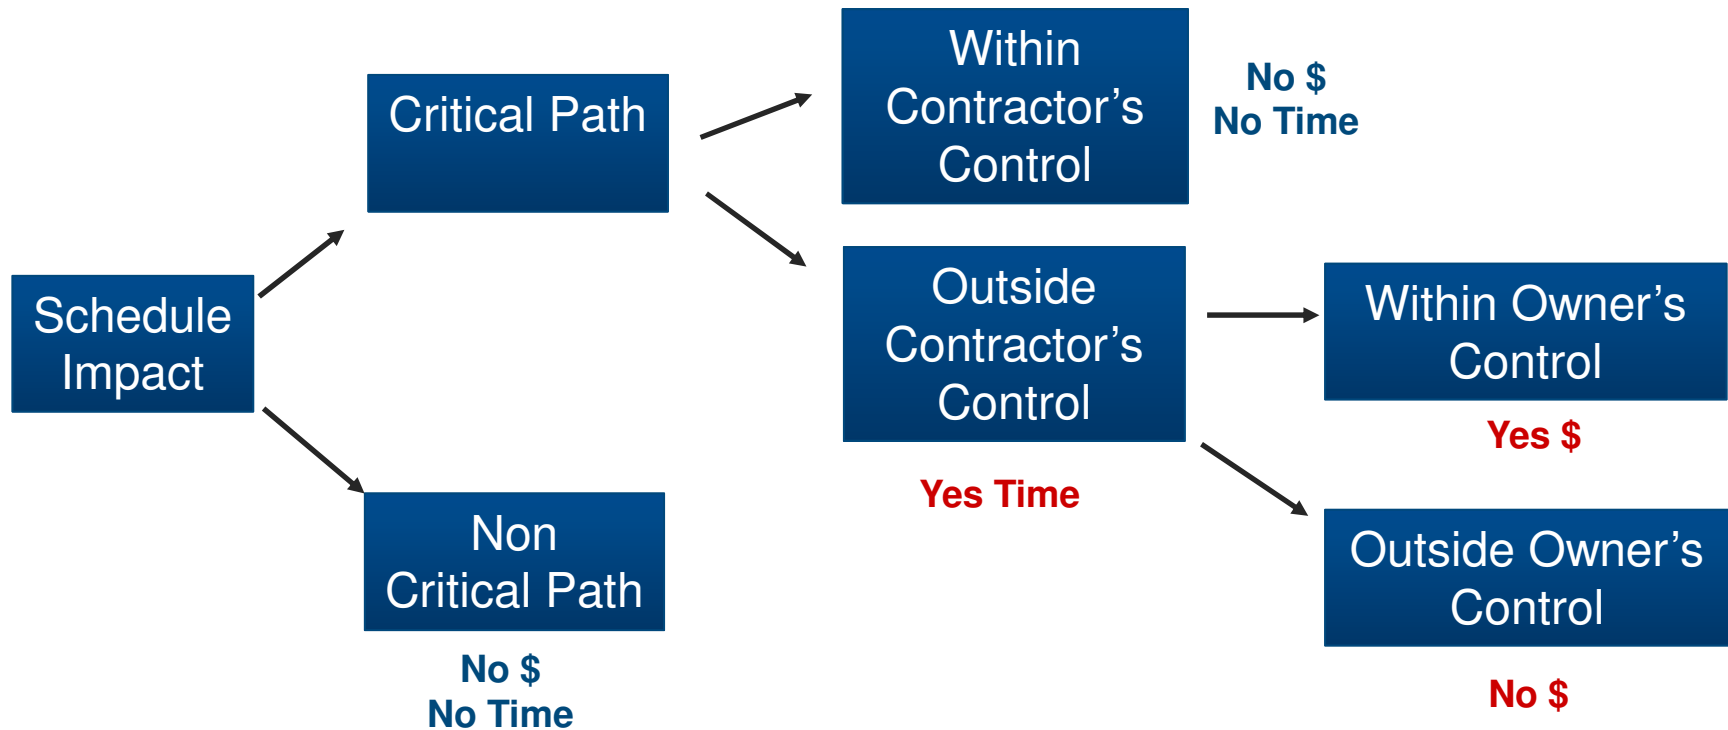 Schedule
Impact
Critical Path
Non
Critical Path
No $
No Time
Within
Contractor’s
Control
No $
No Time
Outside
Contractor’s
Control
Yes Time
Within Owner’s
Control
Yes $
Outside Owner’s
Control
No $